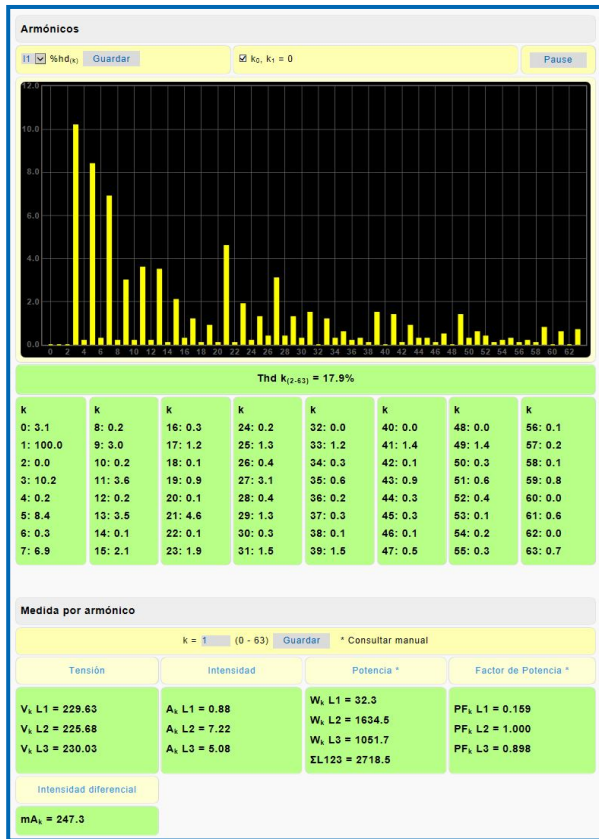 Armónicos
I1 %hd(k) Guardar k₀, k₁ = 0 Pause
12.0
10.0
8.0
6.0
4.0
2.0
0.0
0 2 4 6 8 10 12 14 16 18 20 22 24 26 28 30 32 34 36 38 40 42 44 46 48 50 52 54 56 58 60 62
Thd k(2-63) = 17.9%
k k k k k k k k
0: 3.1 8: 0.2 16: 0.3 24: 0.2 32: 0.0 40: 0.0 48: 0.0 56: 0.1
1: 100.0 9: 3.0 17: 1.2 25: 1.3 33: 1.2 41: 1.4 49: 1.4 57: 0.2
2: 0.0 10: 0.2 18: 0.1 26: 0.4 34: 0.3 42: 0.1 50: 0.3 58: 0.1
3: 10.2 11: 3.6 19: 0.9 27: 3.1 35: 0.6 43: 0.9 51: 0.6 59: 0.8
4: 0.2 12: 0.2 20: 0.1 28: 0.4 36: 0.2 44: 0.3 52: 0.4 60: 0.0
5: 8.4 13: 3.5 21: 4.6 29: 1.3 37: 0.3 45: 0.3 53: 0.1 61: 0.6
6: 0.3 14: 0.1 22: 0.1 30: 0.3 38: 0.1 46: 0.1 54: 0.2 62: 0.0
7: 6.9 15: 2.1 23: 1.9 31: 1.5 39: 1.5 47: 0.5 55: 0.3 63: 0.7
Medida por armónico
k = 1 (0 - 63) Guardar * Consultar manual
Tensión Intensidad Potencia * Factor de Potencia *
Vₖ L1 = 229.63 Aₖ L1 = 0.88 Wₖ L1 = 32.3 PFₖ L1 = 0.159
Vₖ L2 = 225.68 Aₖ L2 = 7.22 Wₖ L2 = 1634.5 PFₖ L2 = 1.000
Vₖ L3 = 230.03 Aₖ L3 = 5.08 Wₖ L3 = 1051.7 PFₖ L3 = 0.898
ΣL123 = 2718.5
Intensidad diferencial
mAₖ = 247.3